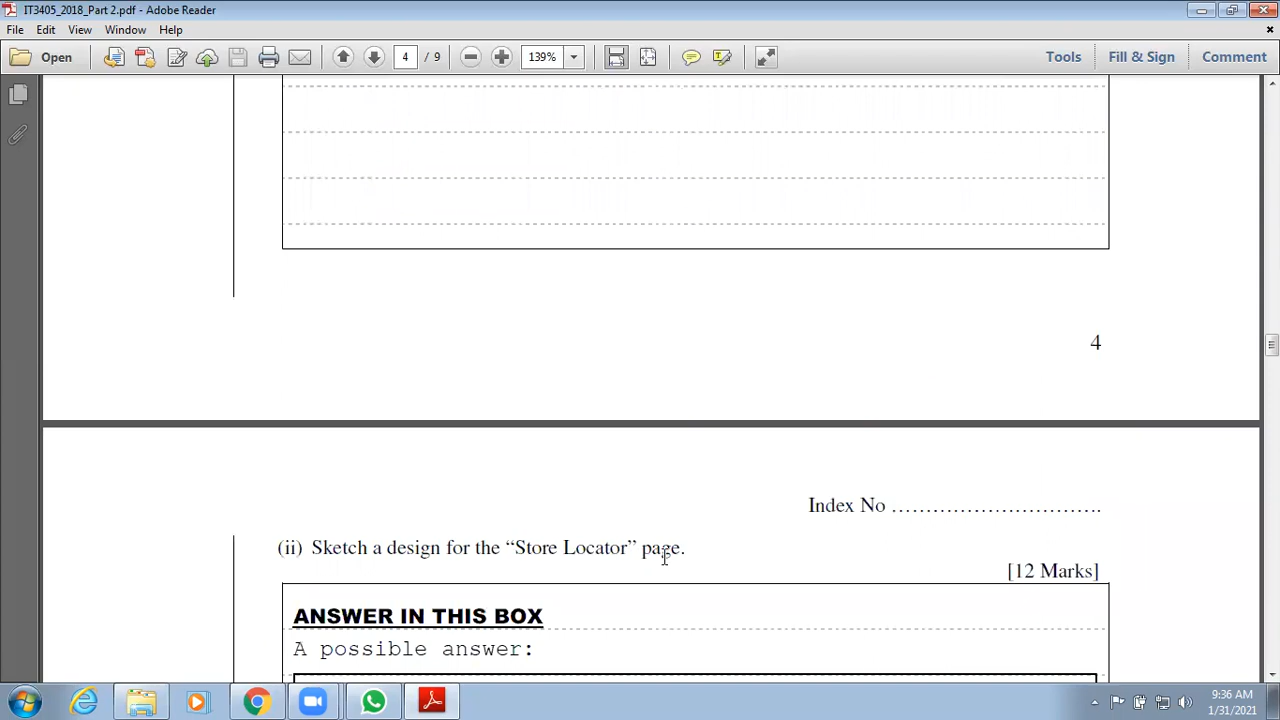 IT3405_2018_Part 2.pdf - Adobe Reader
File Edit View Window Help
Open 4 / 9 139% Tools Fill & Sign Comment
4
Index No ……………………………..
(ii) Sketch a design for the “Store Locator” page.
[12 Marks]
ANSWER IN THIS BOX
A possible answer:
9:36 AM
1/31/2021